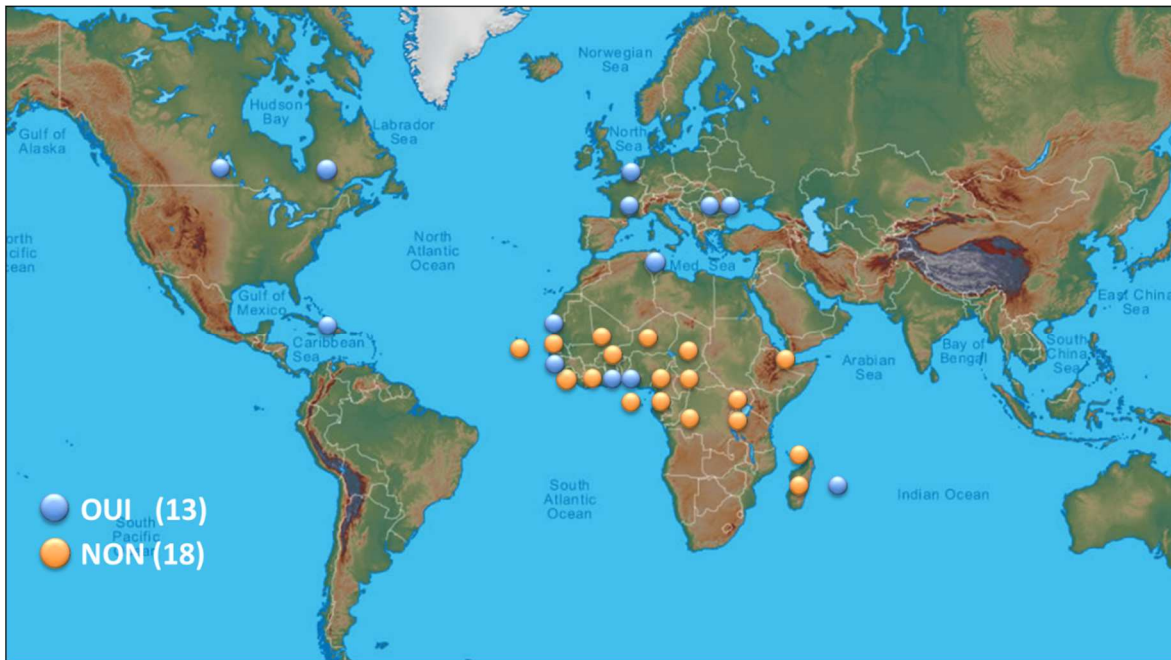 Norwegian
Sea
Hudson
Bay
Gulf of
Alaska
Labrador
Sea
North
Sea
North
Atlantic
Ocean
Med Sea
orth
cific
cean
Gulf of
Mexico
East China
Sea
Caribbean
Sea
Arabian
Sea
Bay of
Bengal
South
China
Sea
South
Atlantic
Ocean
Indian Ocean
OUI (13)
South
Pacific
NON (18)